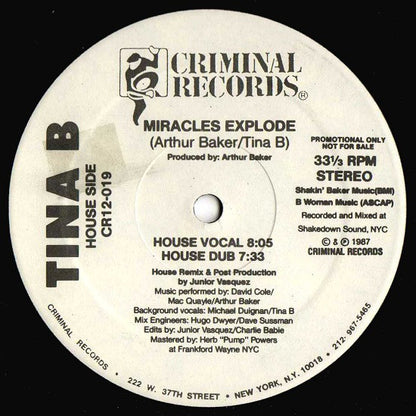 CRIMINAL
RECORDS®
MIRACLES EXPLODE
(Arthur Baker/Tina B)
Produced by: Arthur Baker
PROMOTIONAL ONLY
NOT FOR SALE
33⅓ RPM
STEREO
Shakin' Baker Music(BMI)
B Woman Music (ASCAP)
Recorded and Mixed at
Shakedown Sound, NYC
© & ℗ 1987
CRIMINAL RECORDS
TINA B
HOUSE SIDE
CR12-019
HOUSE VOCAL 8:05
HOUSE DUB 7:33
House Remix & Post Production
by Junior Vasquez
Music performed by: David Cole/
Mac Quayle/Arthur Baker
Background vocals: Michael Duignan/Tina B
Mix Engineers: Hugo Dwyer/Dave Sussman
Edits by: Junior Vasquez/Charlie Babie
Mastered by: Herb "Pump" Powers
at Frankford Wayne NYC
CRIMINAL RECORDS • 222 W. 37TH STREET • NEW YORK, N.Y. 10018 • 212-967-5465